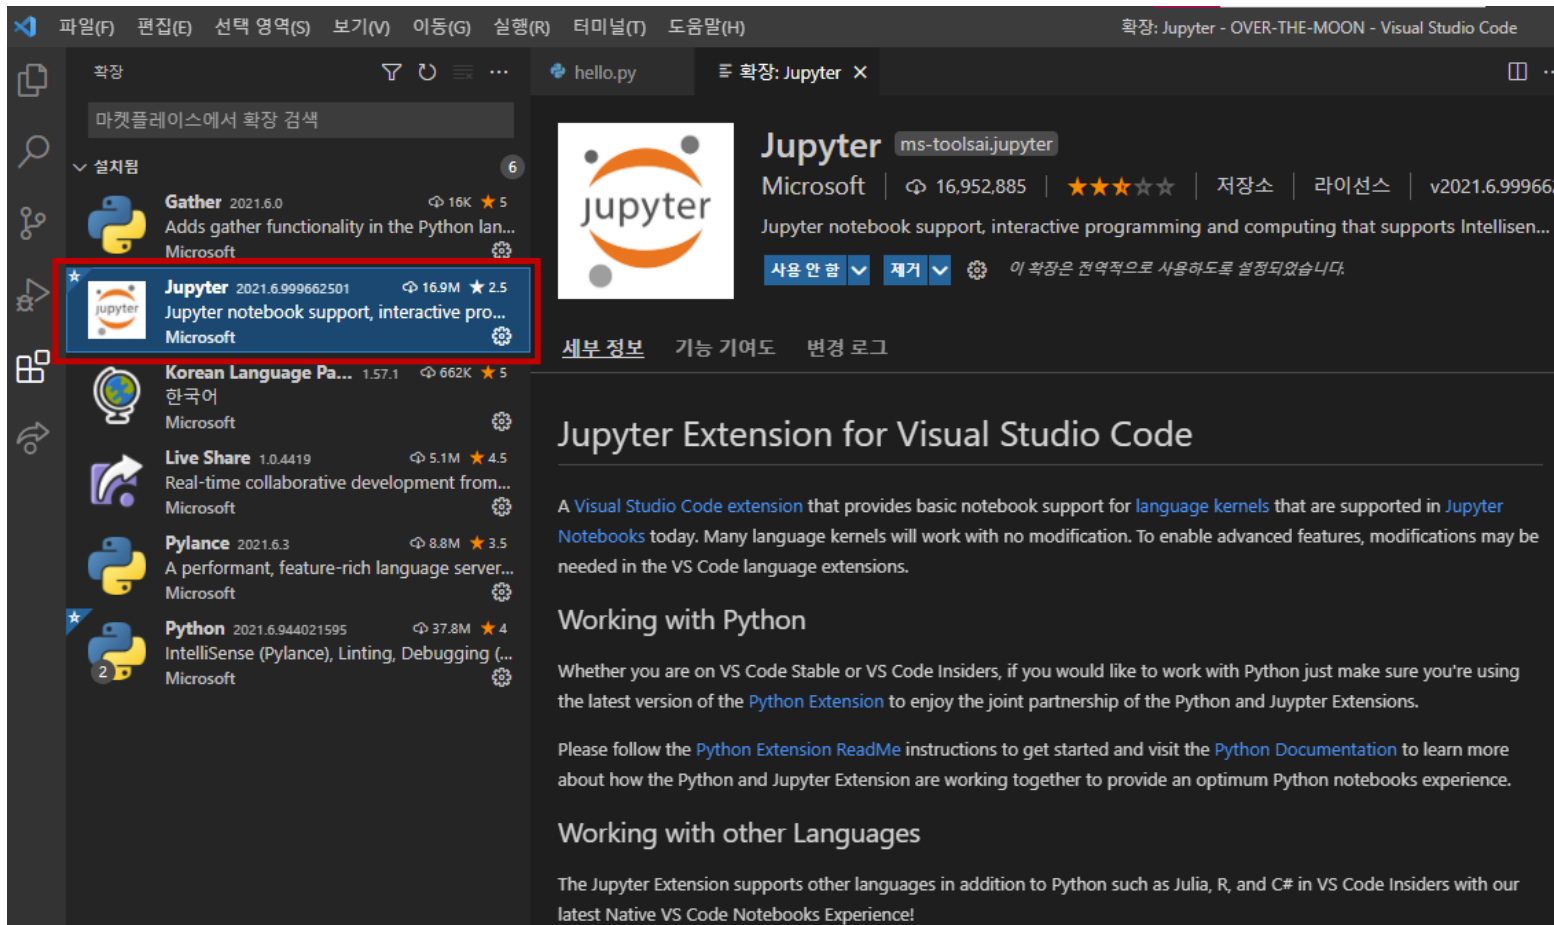 파일(F) 편집(E) 선택 영역(S) 보기(V) 이동(G) 실행(R) 터미널(T) 도움말(H) 확장: Jupyter - OVER-THE-MOON - Visual Studio Code
확장
마켓플레이스에서 확장 검색
설치됨 6
Gather 2021.6.0 16K 5
Adds gather functionality in the Python lan...
Microsoft
Jupyter 2021.6.999662501 16.9M 2.5
jupyter
Jupyter notebook support, interactive pro...
Microsoft
Korean Language Pa... 1.57.1 662K 5
한국어
Microsoft
Live Share 1.0.4419 5.1M 4.5
Real-time collaborative development from...
Microsoft
Pylance 2021.6.3 8.8M 3.5
A performant, feature-rich language server...
Microsoft
Python 2021.6.944021595 37.8M 4
IntelliSense (Pylance), Linting, Debugging (...
2
Microsoft
hello.py 확장: Jupyter
jupyter
Jupyter ms-toolsai.jupyter
Microsoft 16,952,885 저장소 라이선스 v2021.6.99966
Jupyter notebook support, interactive programming and computing that supports Intellisen...
사용 안 함 제거 이 확장은 전역적으로 사용하도록 설정되었습니다.
세부 정보 기능 기여도 변경 로그
Jupyter Extension for Visual Studio Code
A Visual Studio Code extension that provides basic notebook support for language kernels that are supported in Jupyter
Notebooks today. Many language kernels will work with no modification. To enable advanced features, modifications may be
needed in the VS Code language extensions.
Working with Python
Whether you are on VS Code Stable or VS Code Insiders, if you would like to work with Python just make sure you're using
the latest version of the Python Extension to enjoy the joint partnership of the Python and Juypter Extensions.
Please follow the Python Extension ReadMe instructions to get started and visit the Python Documentation to learn more
about how the Python and Jupyter Extension are working together to provide an optimum Python notebooks experience.
Working with other Languages
The Jupyter Extension supports other languages in addition to Python such as Julia, R, and C# in VS Code Insiders with our
latest Native VS Code Notebooks Experience!